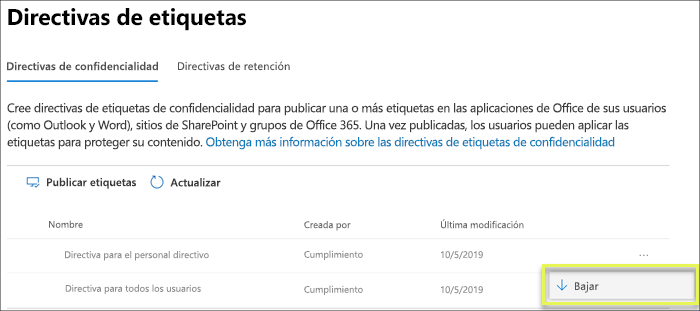 Directivas de etiquetas
Directivas de confidencialidad Directivas de retención
Cree directivas de etiquetas de confidencialidad para publicar una o más etiquetas en las aplicaciones de Office de sus usuarios
(como Outlook y Word), sitios de SharePoint y grupos de Office 365. Una vez publicadas, los usuarios pueden aplicar las
etiquetas para proteger su contenido. Obtenga más información sobre las directivas de etiquetas de confidencialidad
Publicar etiquetas Actualizar
Nombre Creada por Última modificación
Directiva para el personal directivo Cumplimiento 10/5/2019 ...
Directiva para todos los usuarios Cumplimiento 10/5/2019 Bajar